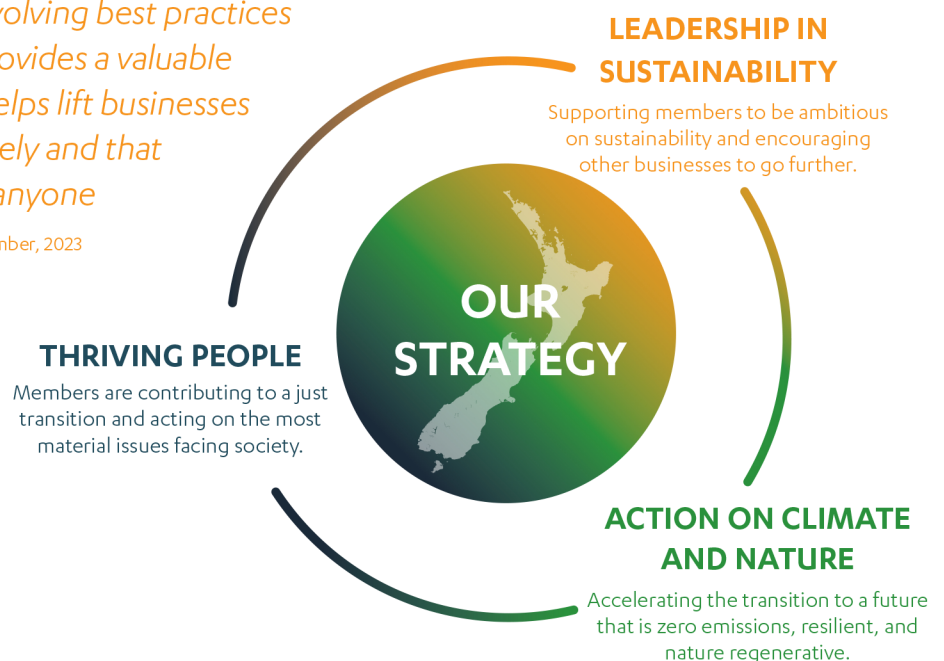 volving best practices
ovides a valuable
elps lift businesses
ely and that
anyone
mber, 2023
LEADERSHIP IN
SUSTAINABILITY
Supporting members to be ambitious
on sustainability and encouraging
other businesses to go further.
OUR
STRATEGY
THRIVING PEOPLE
Members are contributing to a just
transition and acting on the most
material issues facing society.
ACTION ON CLIMATE
AND NATURE
Accelerating the transition to a future
that is zero emissions, resilient, and
nature regenerative.